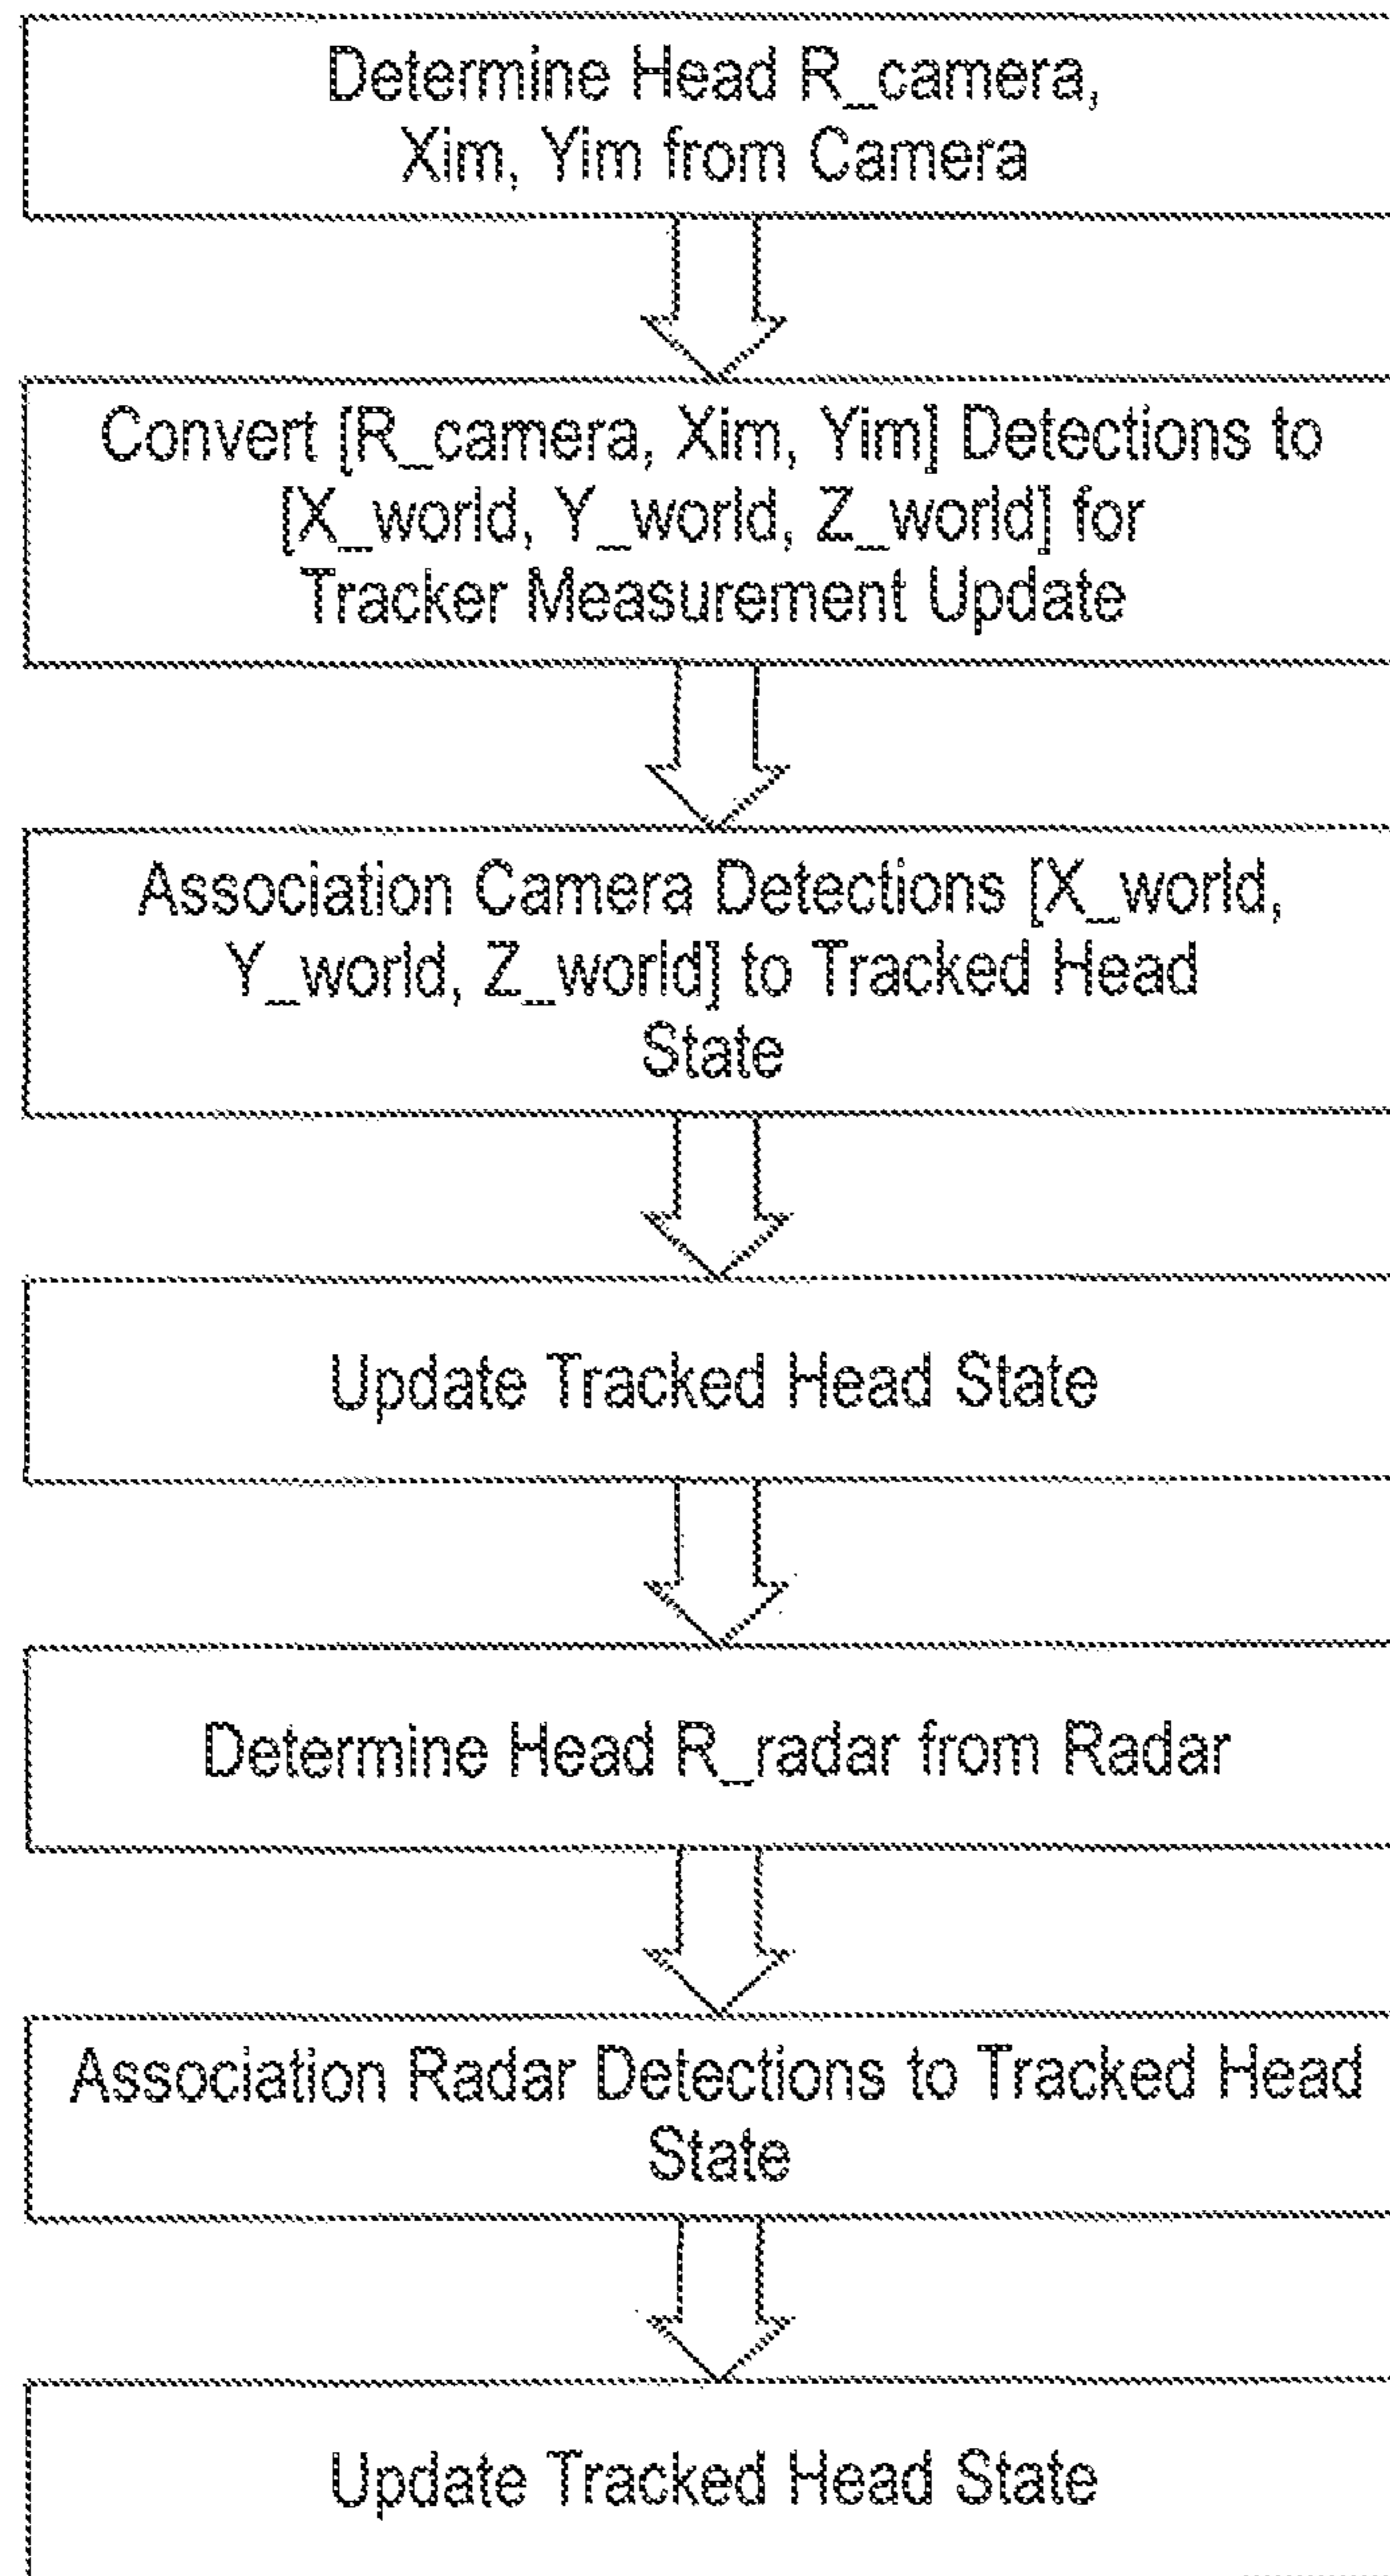 Determine Head R_camera,
Xim, Yim from Camera
Convert [R_camera, Xim, Yim] Detections to
[X_world, Y_world, Z_world] for
Tracker Measurement Update
Association Camera Detections [X_world,
Y_world, Z_world] to Tracked Head
State
Update Tracked Head State
Determine Head R_radar from Radar
Association Radar Detections to Tracked Head
State
Update Tracked Head State